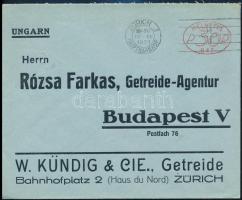 UNGARN
Herrn
Rózsa Farkas, Getreide-Agentur
Budapest V
Postfach 76
W. KÜNDIG & CIE., Getreide
Bahnhofplatz 2 (Haus du Nord) ZÜRICH